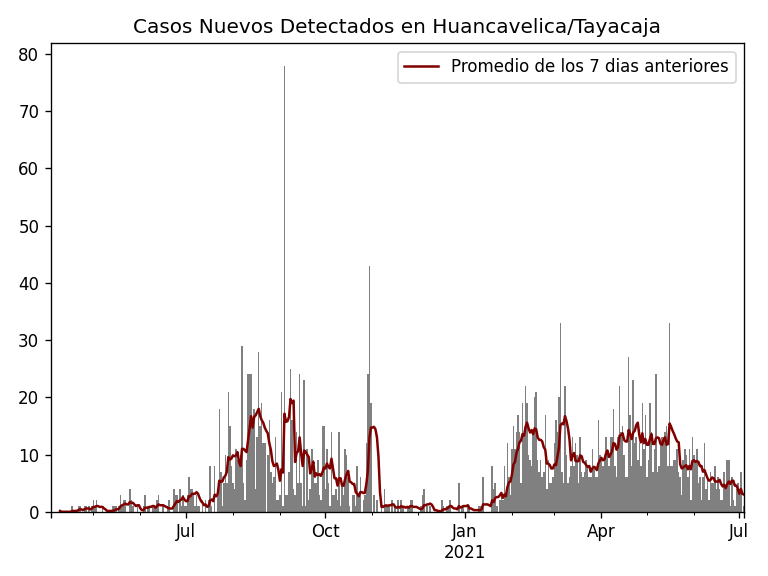 Casos Nuevos Detectados en Huancavelica/Tayacaja
Promedio de los 7 dias anteriores
80
70
60
50
40
30
20
10
0
Jul
Oct
Jan
2021
Apr
Jul